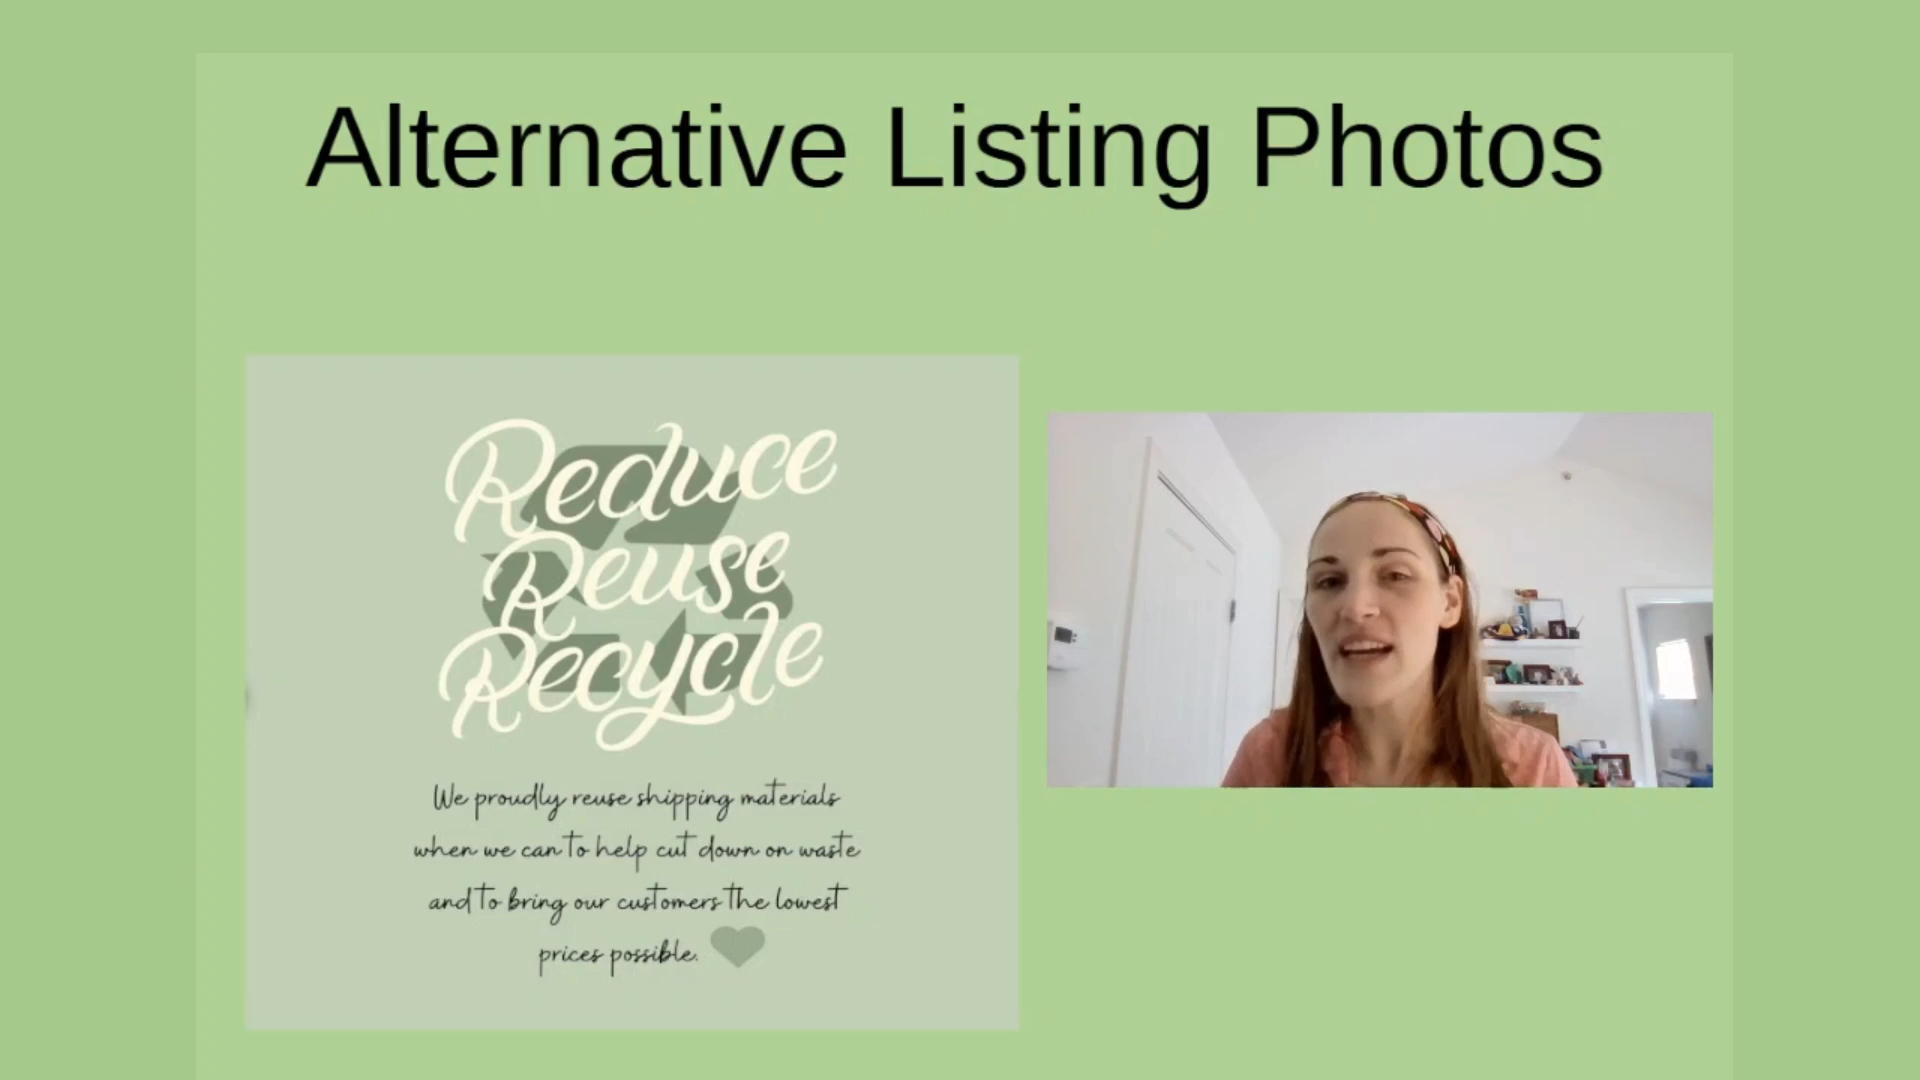 Alternative Listing Photos
Reduce
Reuse
Recycle
We proudly reuse shipping materials
when we can to help cut down on waste
and to bring our customers the lowest
prices possible.